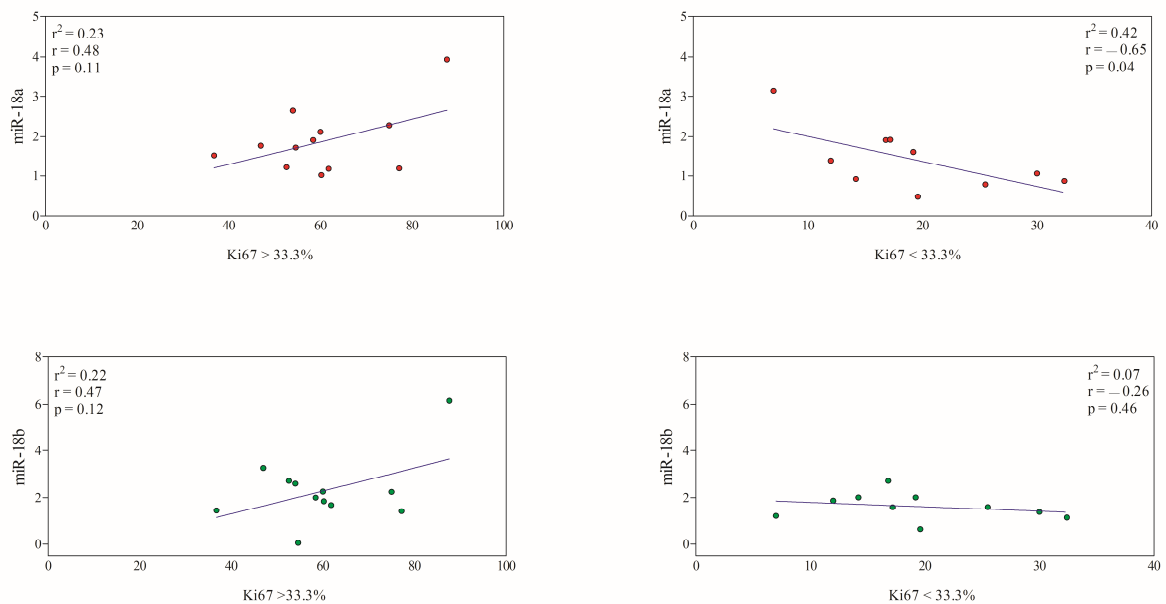 r² = 0.23
r = 0.48
p = 0.11
miR-18a
5
4
3
2
1
0
0 20 40 60 80 100
Ki67 > 33.3%
r² = 0.42
r = – 0.65
p = 0.04
miR-18a
5
4
3
2
1
0
0 10 20 30 40
Ki67 < 33.3%
r² = 0.22
r = 0.47
p = 0.12
miR-18b
8
6
4
2
0
0 20 40 60 80 100
Ki67 >33.3%
r² = 0.07
r = – 0.26
p = 0.46
miR-18b
8
6
4
2
0
0 10 20 30 40
Ki67 < 33.3%